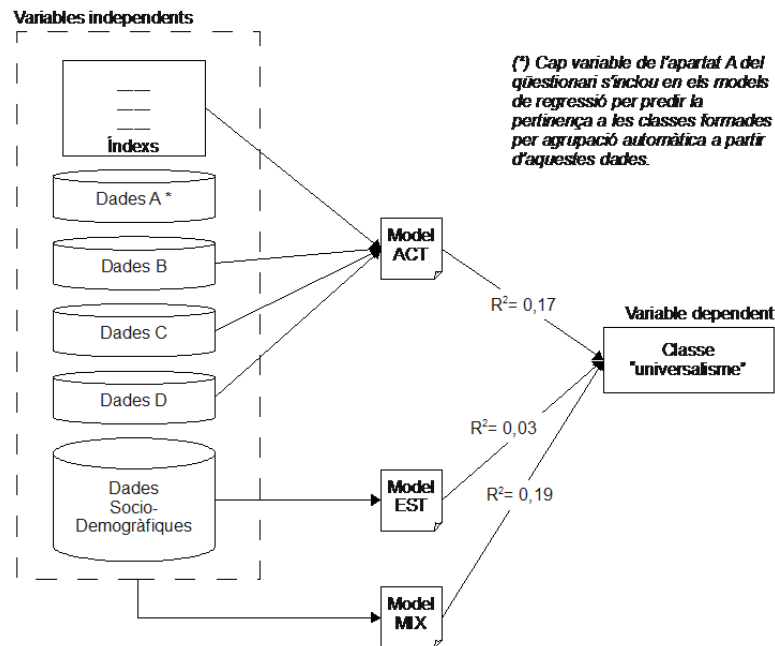 Variables independents
(*) Cap variable de l'apartat A del
qüestionari s'inclou en els models
de regressió per predir la
pertinença a les classes formades
per agrupació automàtica a partir
d'aquestes dades.
Índexs
Dades A *
Dades B
Dades C
Dades D
Dades
Socio-
Demogràfiques
Model
ACT
Model
EST
Model
MIX
R²= 0,17
R²= 0,03
R²= 0,19
Variable dependent
Classe
"universalisme"